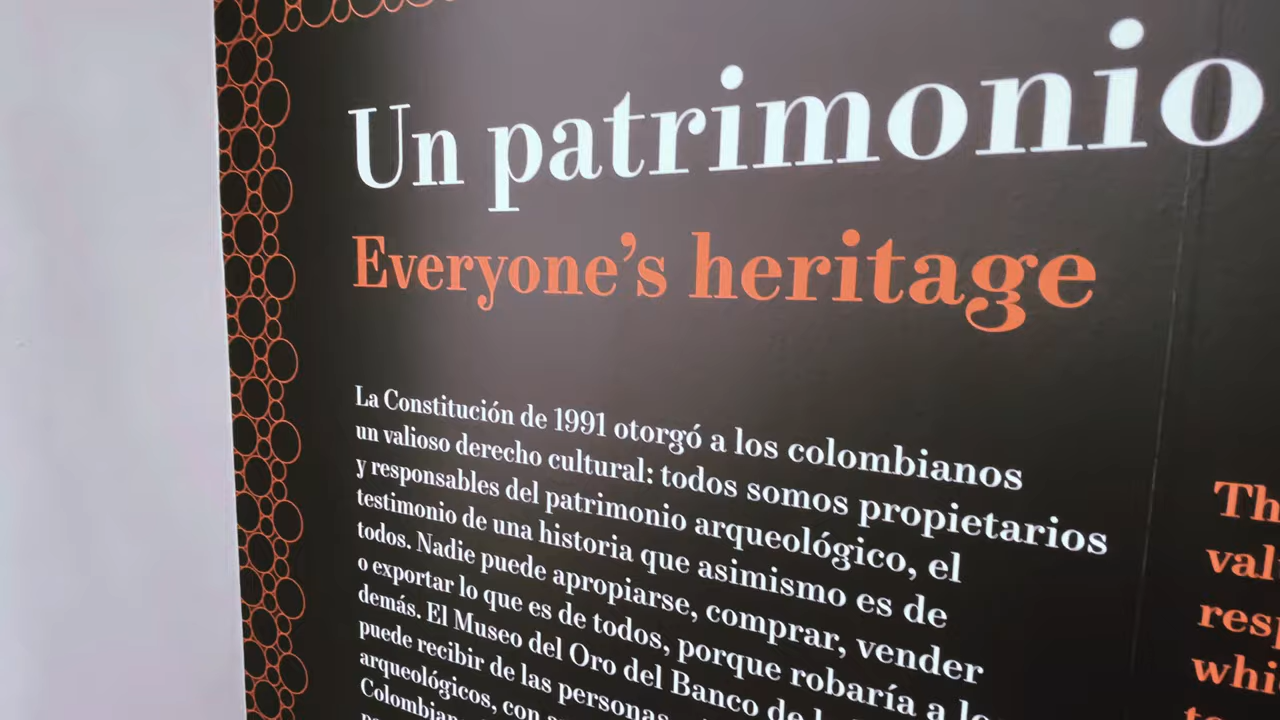 Un patrimonio
Everyone's heritage
La Constitución de 1991 otorgó a los colombianos
un valioso derecho cultural: todos somos propietarios
y responsables del patrimonio arqueológico, el
testimonio de una historia que asimismo es de
todos. Nadie puede apropiarse, comprar, vender
o exportar lo que es de todos, porque robaría a los
demás. El Museo del Oro del Banco de la
puede recibir de las personas
arqueológicos, con
Th
val
resp
whi